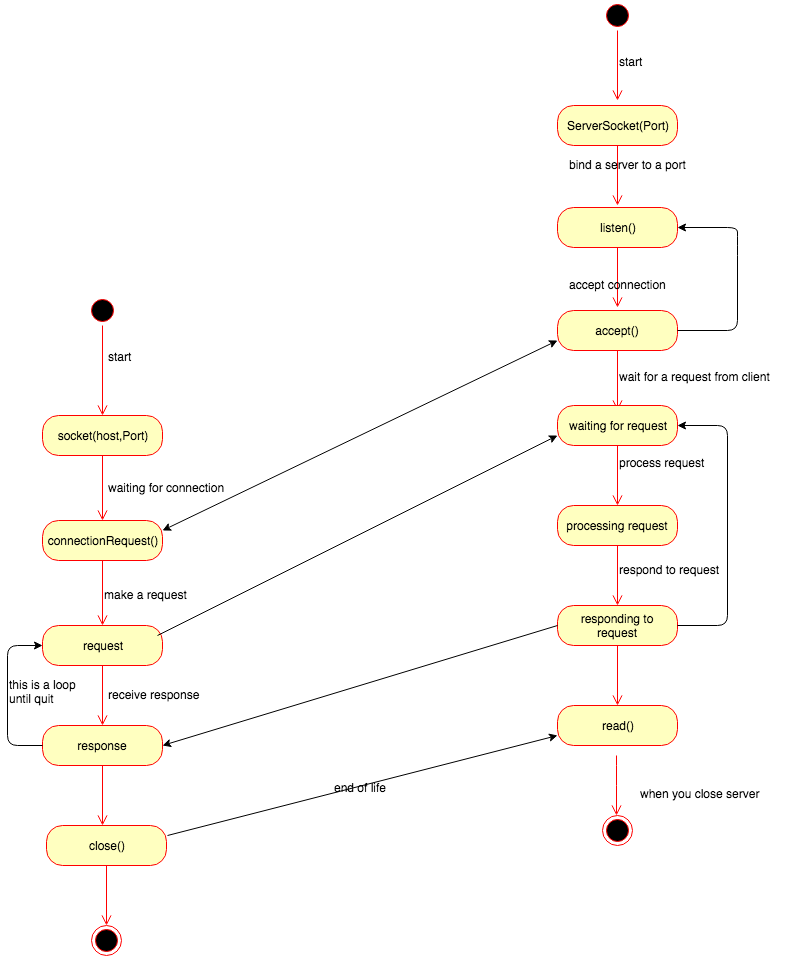 start
ServerSocket(Port)
bind a server to a port
listen()
accept connection
accept()
start
wait for a request from client
socket(host,Port)
waiting for request
process request
waiting for connection
connectionRequest()
processing request
respond to request
make a request
request
responding to
request
this is a loop
until quit
receive response
response
read()
end of life
when you close server
close()